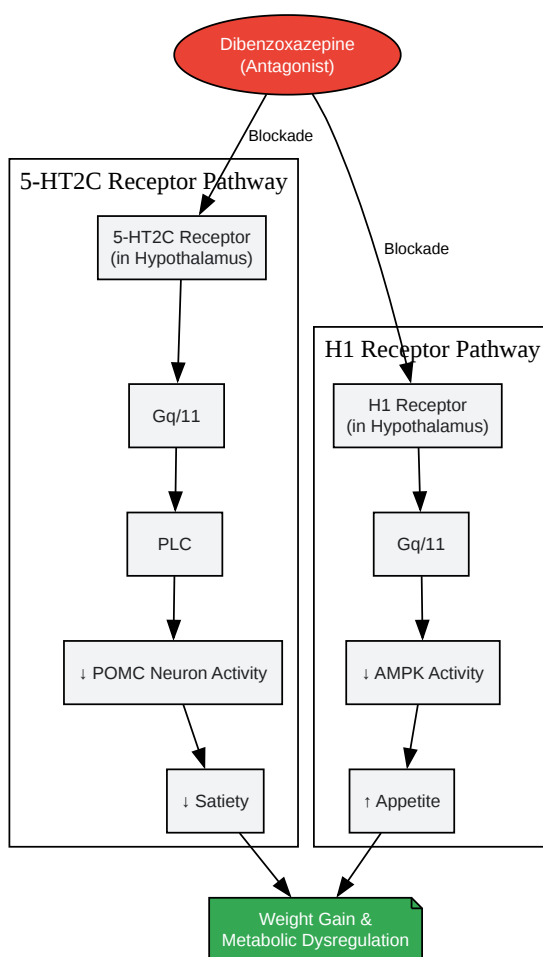 Dibenzoxazepine
(Antagonist)
Blockade
5-HT2C Receptor Pathway
5-HT2C Receptor
(in Hypothalamus)
Blockade
Gq/11
PLC
↓ POMC Neuron Activity
↓ Satiety
H1 Receptor Pathway
H1 Receptor
(in Hypothalamus)
Gq/11
↓ AMPK Activity
↑ Appetite
Weight Gain &
Metabolic Dysregulation